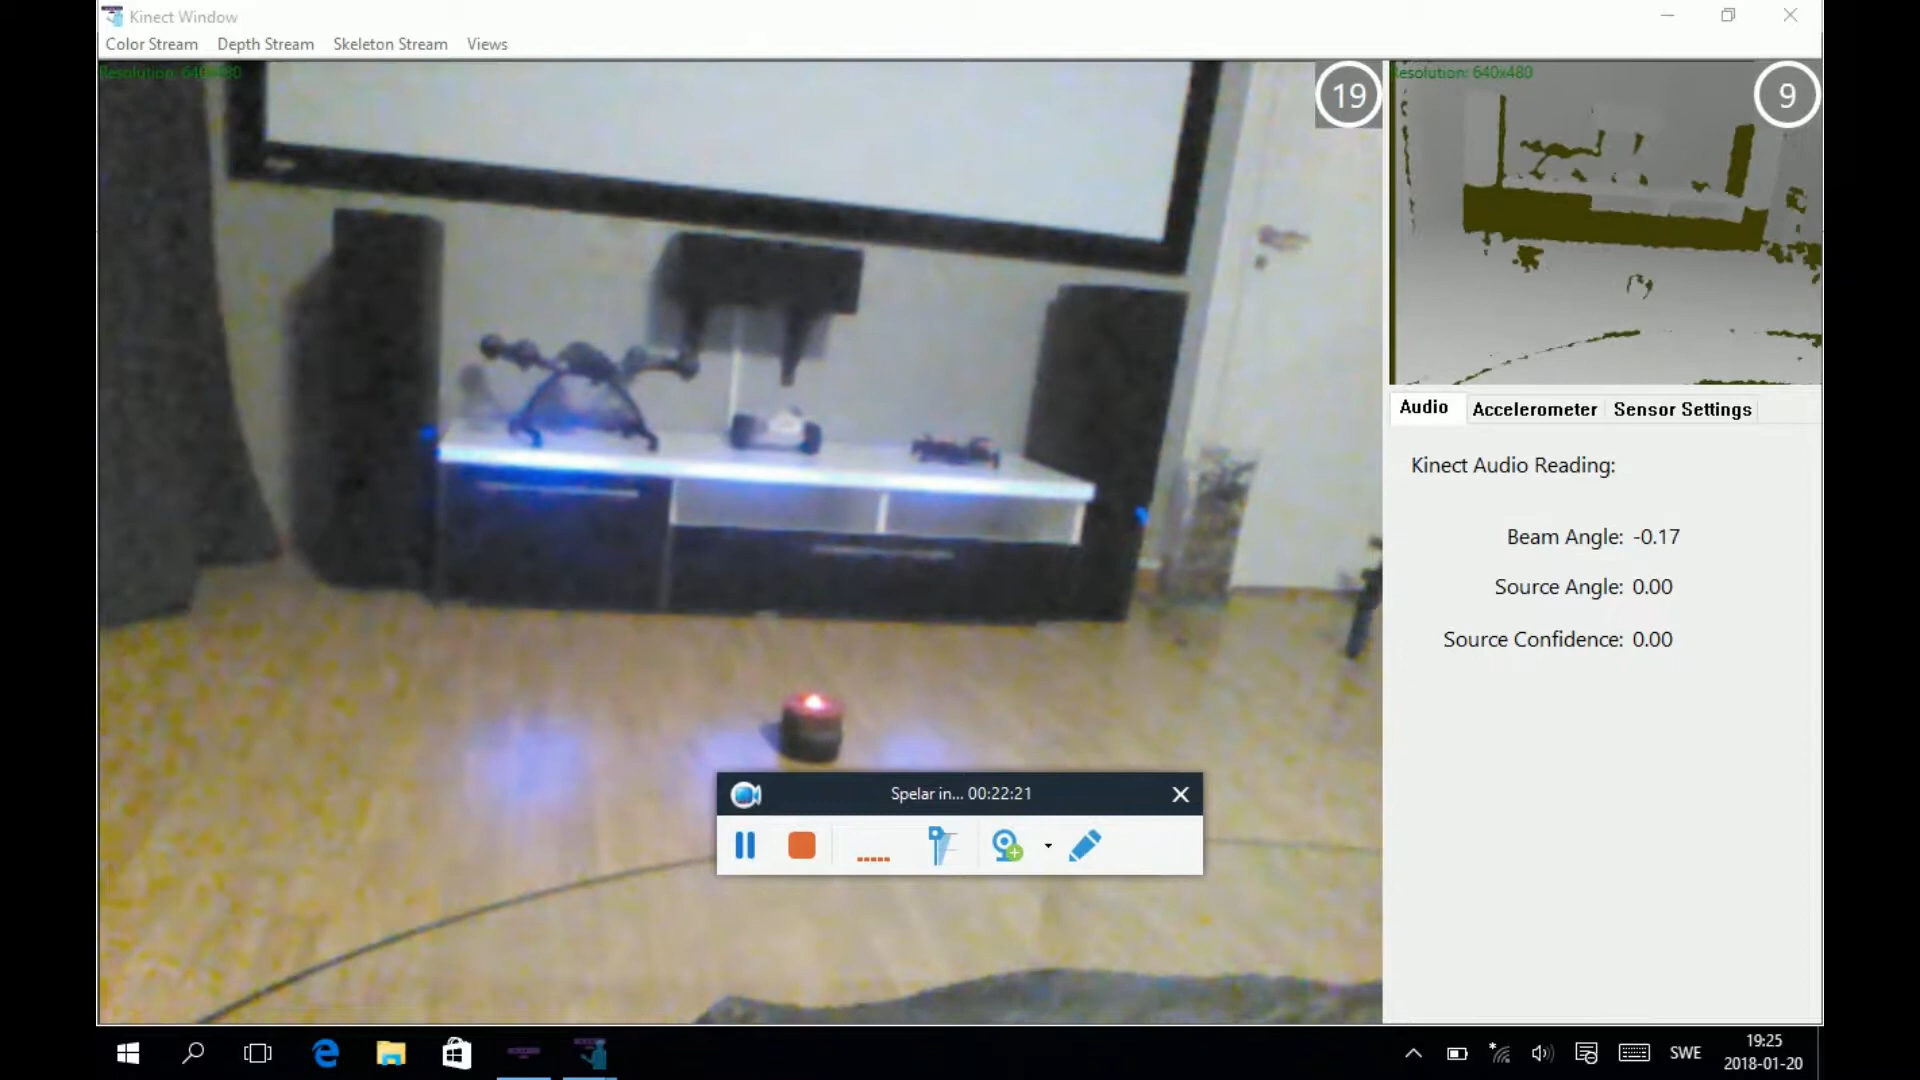 Kinect Window
Color Stream Depth Stream Skeleton Stream Views
Resolution: 640x480
19
Resolution: 640x480
9
Audio Accelerometer Sensor Settings
Kinect Audio Reading:
Beam Angle: -0.17
Source Angle: 0.00
Source Confidence: 0.00
Spelar in... 00:22:21
SWE
19:25
2018-01-20